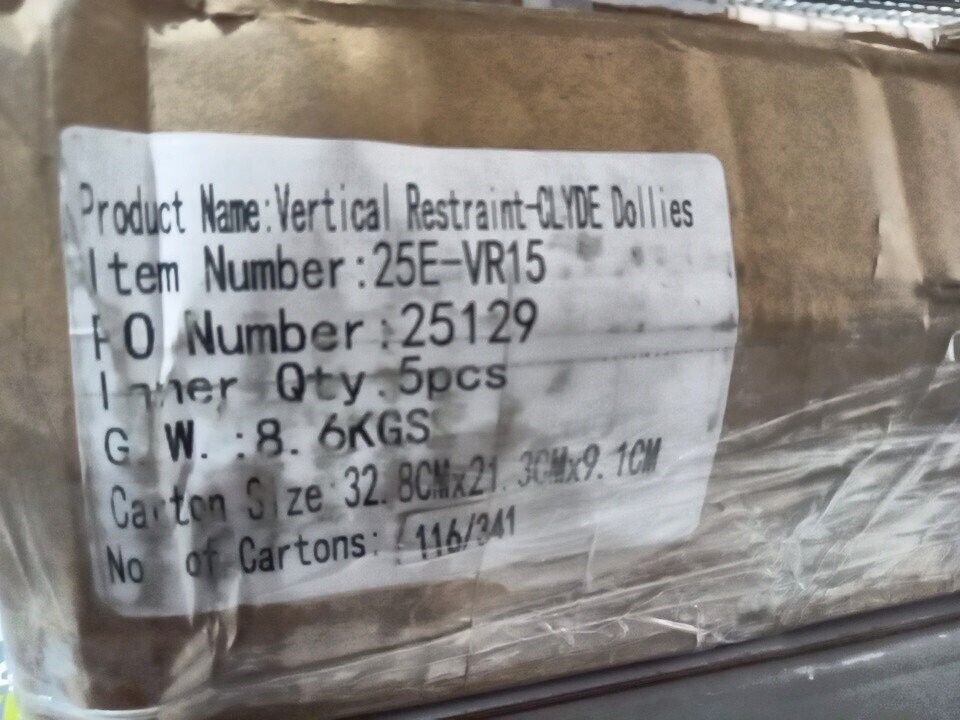 Product Name:Vertical Restraint-CLYDE Dollies
Item Number:25E-VR15
PO Number:25129
Inner Qty:5pcs
G.W.:8.6KGS
Carton Size:32.8CMx21.3CMx9.1CM
No. of Cartons: 116/341